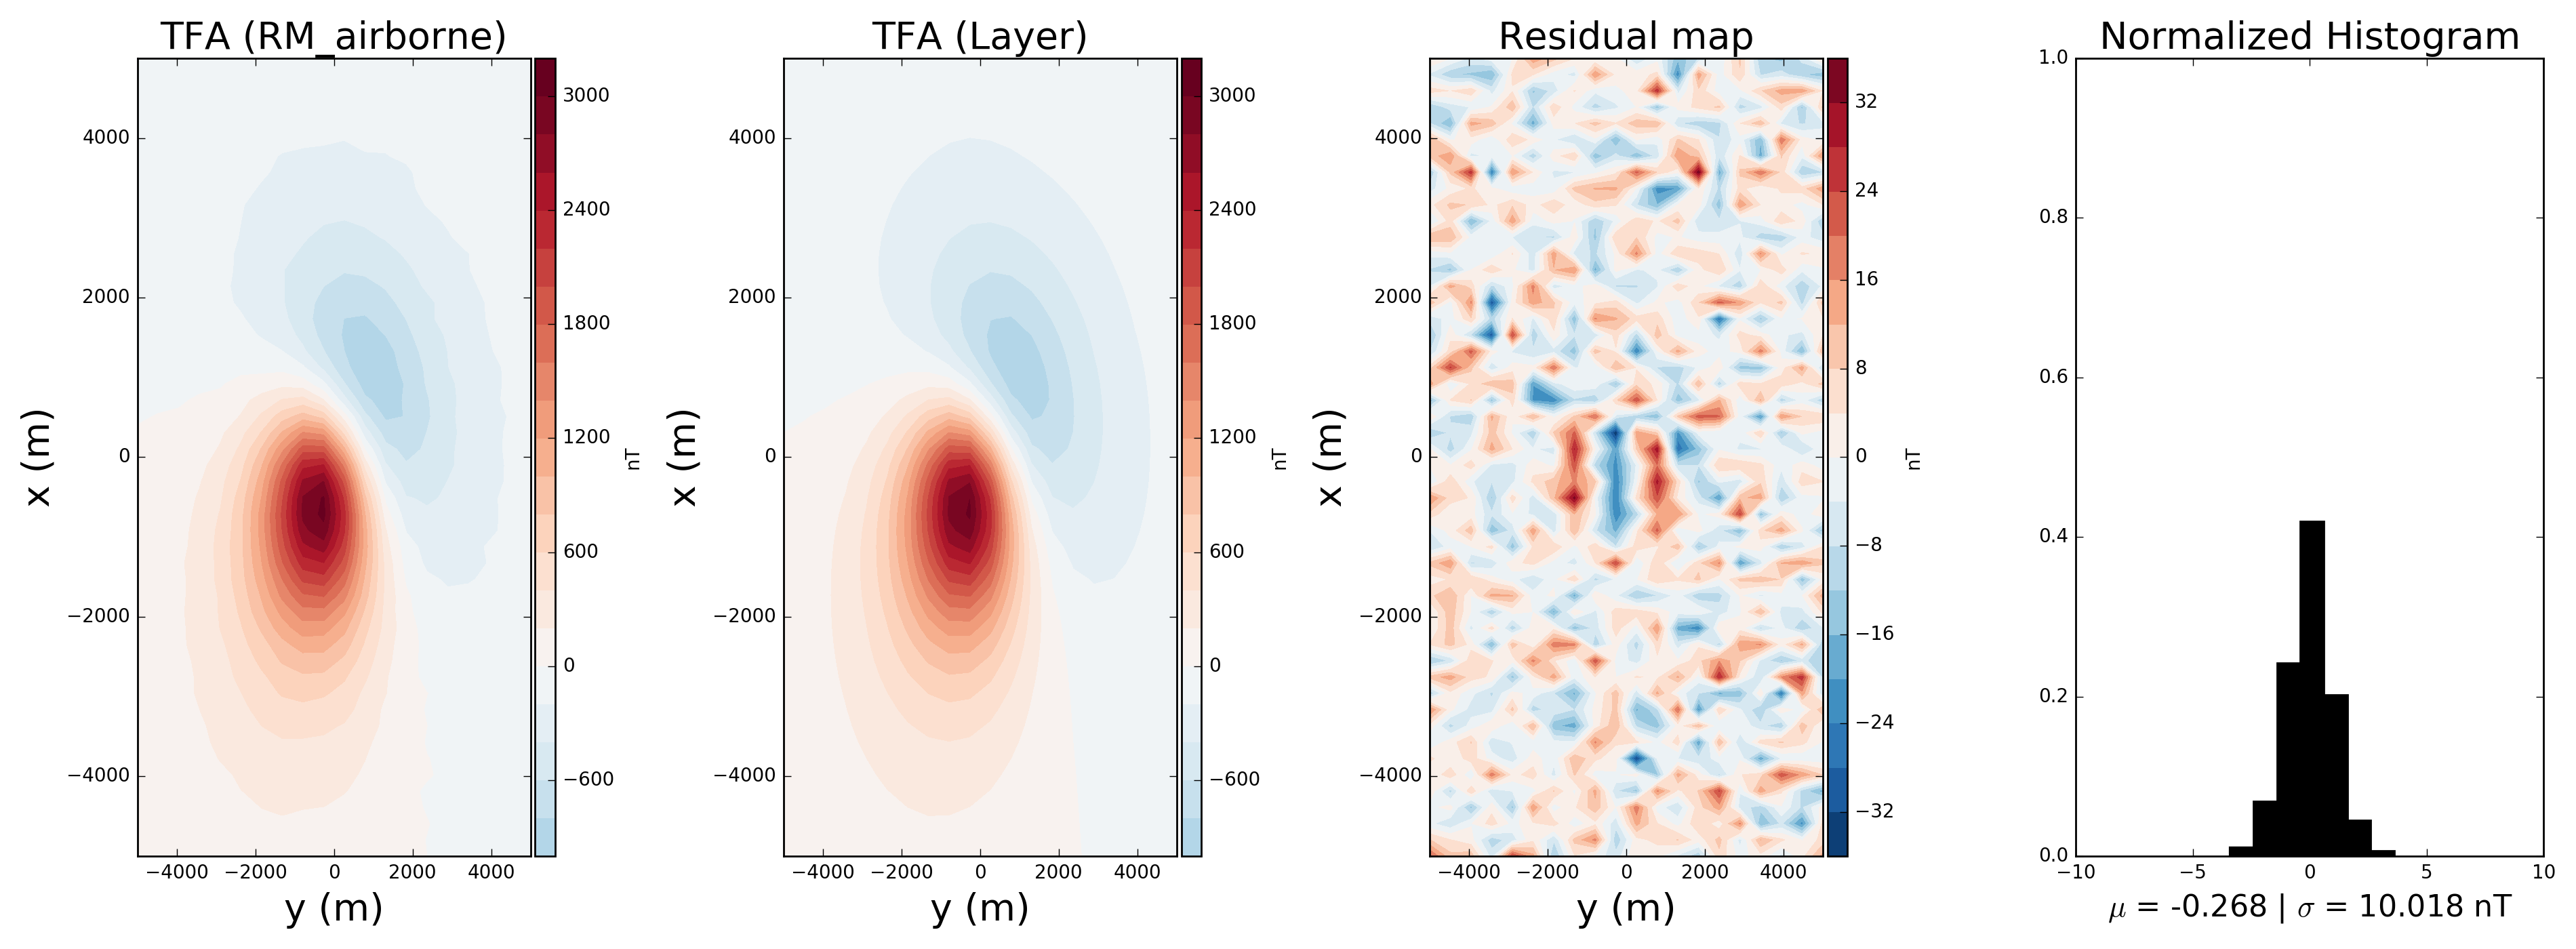 TFA (RM_airborne)
x (m)
4000
2000
0
−2000
−4000
−4000 −2000 0 2000 4000
y (m)
3000
2400
1800
1200
600
0
−600
nT
TFA (Layer)
x (m)
4000
2000
0
−2000
−4000
−4000 −2000 0 2000 4000
y (m)
3000
2400
1800
1200
600
0
−600
nT
Residual map
x (m)
4000
2000
0
−2000
−4000
−4000 −2000 0 2000 4000
y (m)
32
24
16
8
0
−8
−16
−24
−32
nT
Normalized Histogram
1.0
0.8
0.6
0.4
0.2
0.0
−10 −5 0 5 10
μ = -0.268 | σ = 10.018 nT